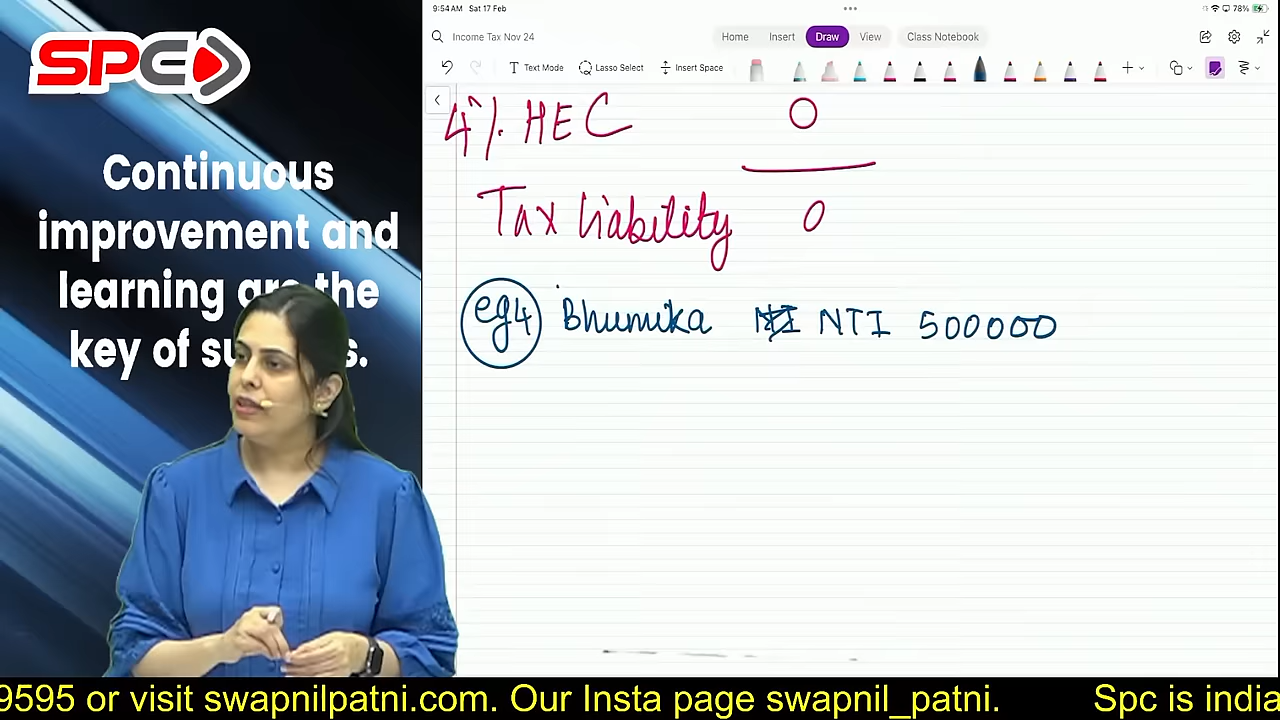 9:54 AM Sat 17 Feb
78%
Income Tax Nov 24
Home Insert Draw View Class Notebook
Text Mode Lasso Select Insert Space
SPC
Continuous
improvement and
learning are the
key of su s.
4% HEC 0
Tax liability 0
eg4 Bhumika NTI 500000
9595 or visit swapnilpatni.com. Our Insta page swapnil_patni. Spc is india